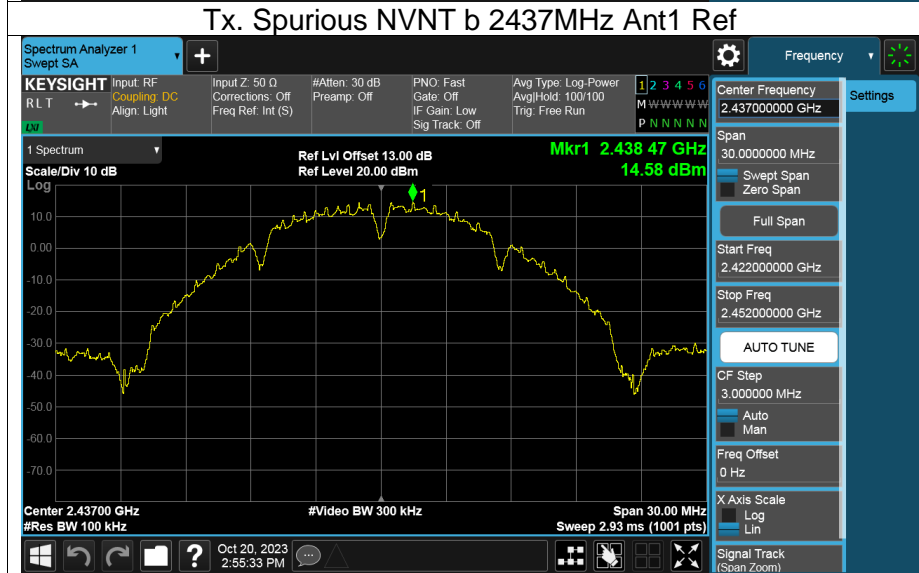 Tx. Spurious NVNT b 2437MHz Ant1 Ref
Spectrum Analyzer 1
Swept SA
+
Frequency
KEYSIGHT
RLT
LXI
Input: RF
Coupling: DC
Align: Light
Input Z: 50 Ω
Corrections: Off
Freq Ref: Int (S)
#Atten: 30 dB
Preamp: Off
PNO: Fast
Gate: Off
IF Gain: Low
Sig Track: Off
Avg Type: Log-Power
Avg|Hold: 100/100
Trig: Free Run
1 2 3 4 5 6
M W W W W W
P N N N N N
1 Spectrum
Scale/Div 10 dB
Log
Ref Lvl Offset 13.00 dB
Ref Level 20.00 dBm
Mkr1 2.438 47 GHz
14.58 dBm
1
10.0
0.00
-10.0
-20.0
-30.0
-40.0
-50.0
-60.0
-70.0
Center 2.43700 GHz
#Res BW 100 kHz
#Video BW 300 kHz
Span 30.00 MHz
Sweep 2.93 ms (1001 pts)
?
Oct 20, 2023
2:55:33 PM
Center Frequency
2.437000000 GHz
Settings
Span
30.0000000 MHz
Swept Span
Zero Span
Full Span
Start Freq
2.422000000 GHz
Stop Freq
2.452000000 GHz
AUTO TUNE
CF Step
3.000000 MHz
Auto
Man
Freq Offset
0 Hz
X Axis Scale
Log
Lin
Signal Track
(Span Zoom)